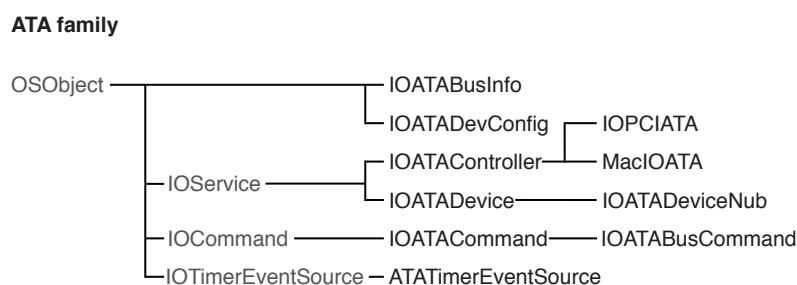 ATA family
OSObject IOATABusInfo
IOATADevConfig IOPCIATA
IOATAController MacIOATA
IOService
IOATADevice IOATADeviceNub
IOCommand IOATACommand IOATABusCommand
IOTimerEventSource ATATimerEventSource